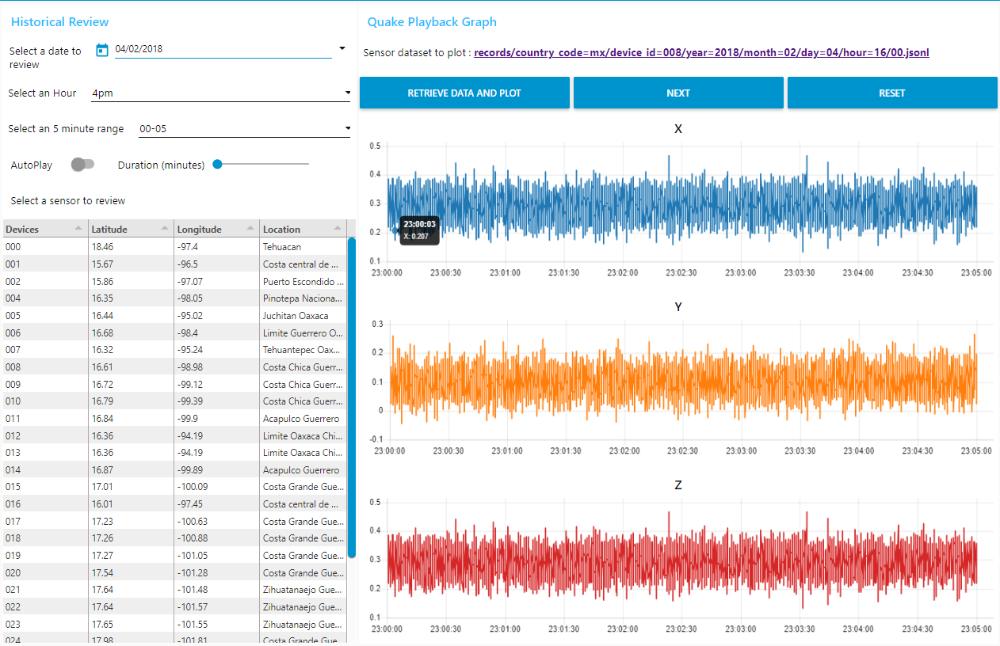 Historical Review
Select a date to
review
04/02/2018
Select an Hour 4pm
Select an 5 minute range 00-05
AutoPlay Duration (minutes)
Select a sensor to review
Devices Latitude Longitude Location
000 18.46 -97.4 Tehuacan
001 15.67 -96.5 Costa central de ...
002 15.86 -97.07 Puerto Escondido ...
004 16.35 -98.05 Pinotepa Naciona...
005 16.44 -95.02 Juchitan Oaxaca
006 16.68 -98.4 Limite Guerrero O...
007 16.32 -95.24 Tehuantepec Oax...
008 16.61 -98.98 Costa Chica Guerr...
009 16.72 -99.12 Costa Chica Guerr...
010 16.79 -99.39 Costa Chica Guerr...
011 16.84 -99.9 Acapulco Guerrero
012 16.36 -94.19 Limite Oaxaca Chi...
013 16.36 -94.19 Limite Oaxaca Chi...
014 16.87 -99.89 Acapulco Guerrero
015 17.01 -100.09 Costa Grande Gue...
016 16.01 -97.45 Costa central de ...
017 17.23 -100.63 Costa Grande Gue...
018 17.26 -100.88 Costa Grande Gue...
019 17.27 -101.05 Costa Grande Gue...
020 17.54 -101.28 Costa Grande Gue...
021 17.64 -101.48 Zihuatanaejo Gue...
022 17.64 -101.57 Zihuatanaejo Gue...
023 17.65 -101.55 Zihuatanaejo Gue...
024 17.98 -101.81 Costa Grande Gue...
Quake Playback Graph
Sensor dataset to plot : records/country_code=mx/device_id=008/year=2018/month=02/day=04/hour=16/00.jsonl
RETRIEVE DATA AND PLOT NEXT RESET
X
0.5
0.4
0.3
0.2
0.1
23:00:03
X: 0.207
23:00:00 23:00:30 23:01:00 23:01:30 23:02:00 23:02:30 23:03:00 23:03:30 23:04:00 23:04:30 23:05:00
Y
0.3
0.2
0.1
0
-0.1
23:00:00 23:00:30 23:01:00 23:01:30 23:02:00 23:02:30 23:03:00 23:03:30 23:04:00 23:04:30 23:05:00
Z
0.5
0.4
0.3
0.2
0.1
23:00:00 23:00:30 23:01:00 23:01:30 23:02:00 23:02:30 23:03:00 23:03:30 23:04:00 23:04:30 23:05:00